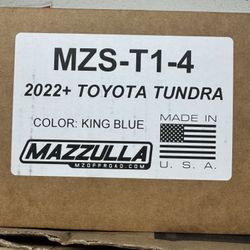 MZS-T1-4
2022+ TOYOTA TUNDRA
COLOR: KING BLUE
MADE IN
U. S. A.
MAZZULLA
MZOFFROAD.COM